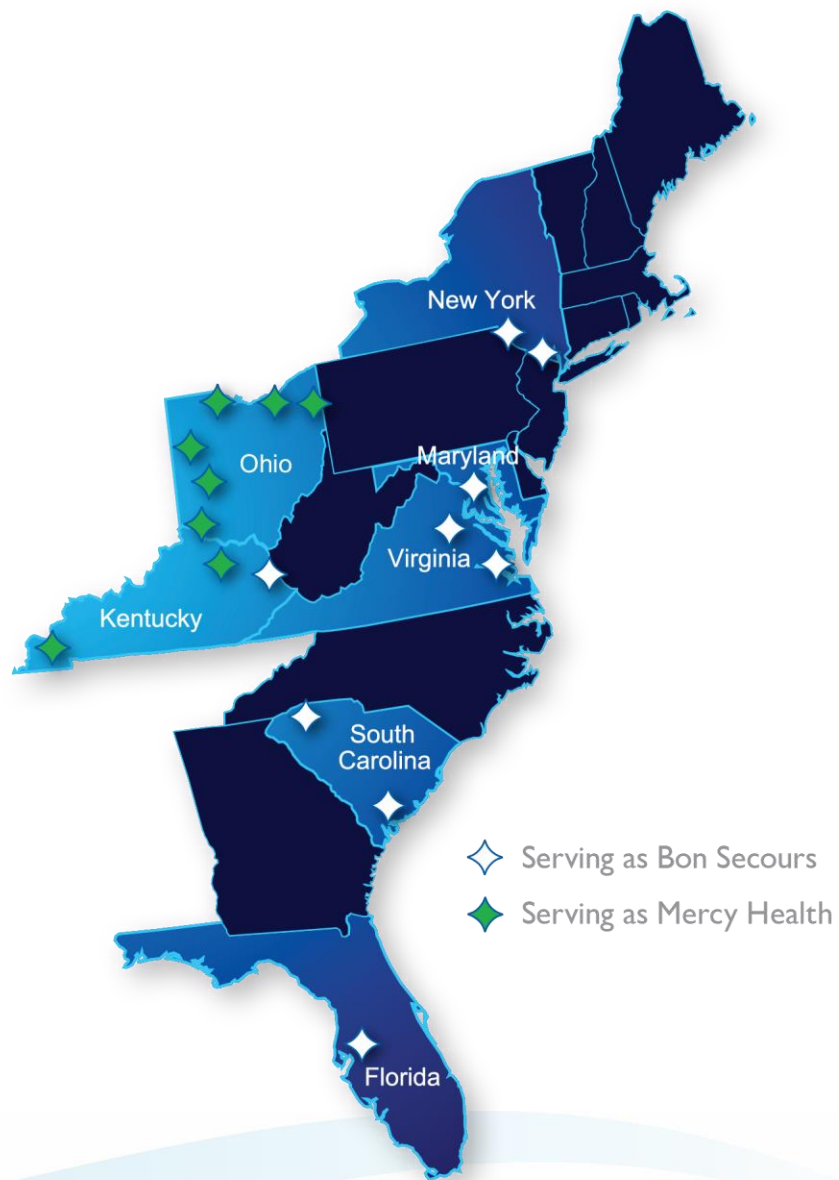 New York
Ohio
Maryland
Virginia
Kentucky
South
Carolina
Serving as Bon Secours
Serving as Mercy Health
Florida